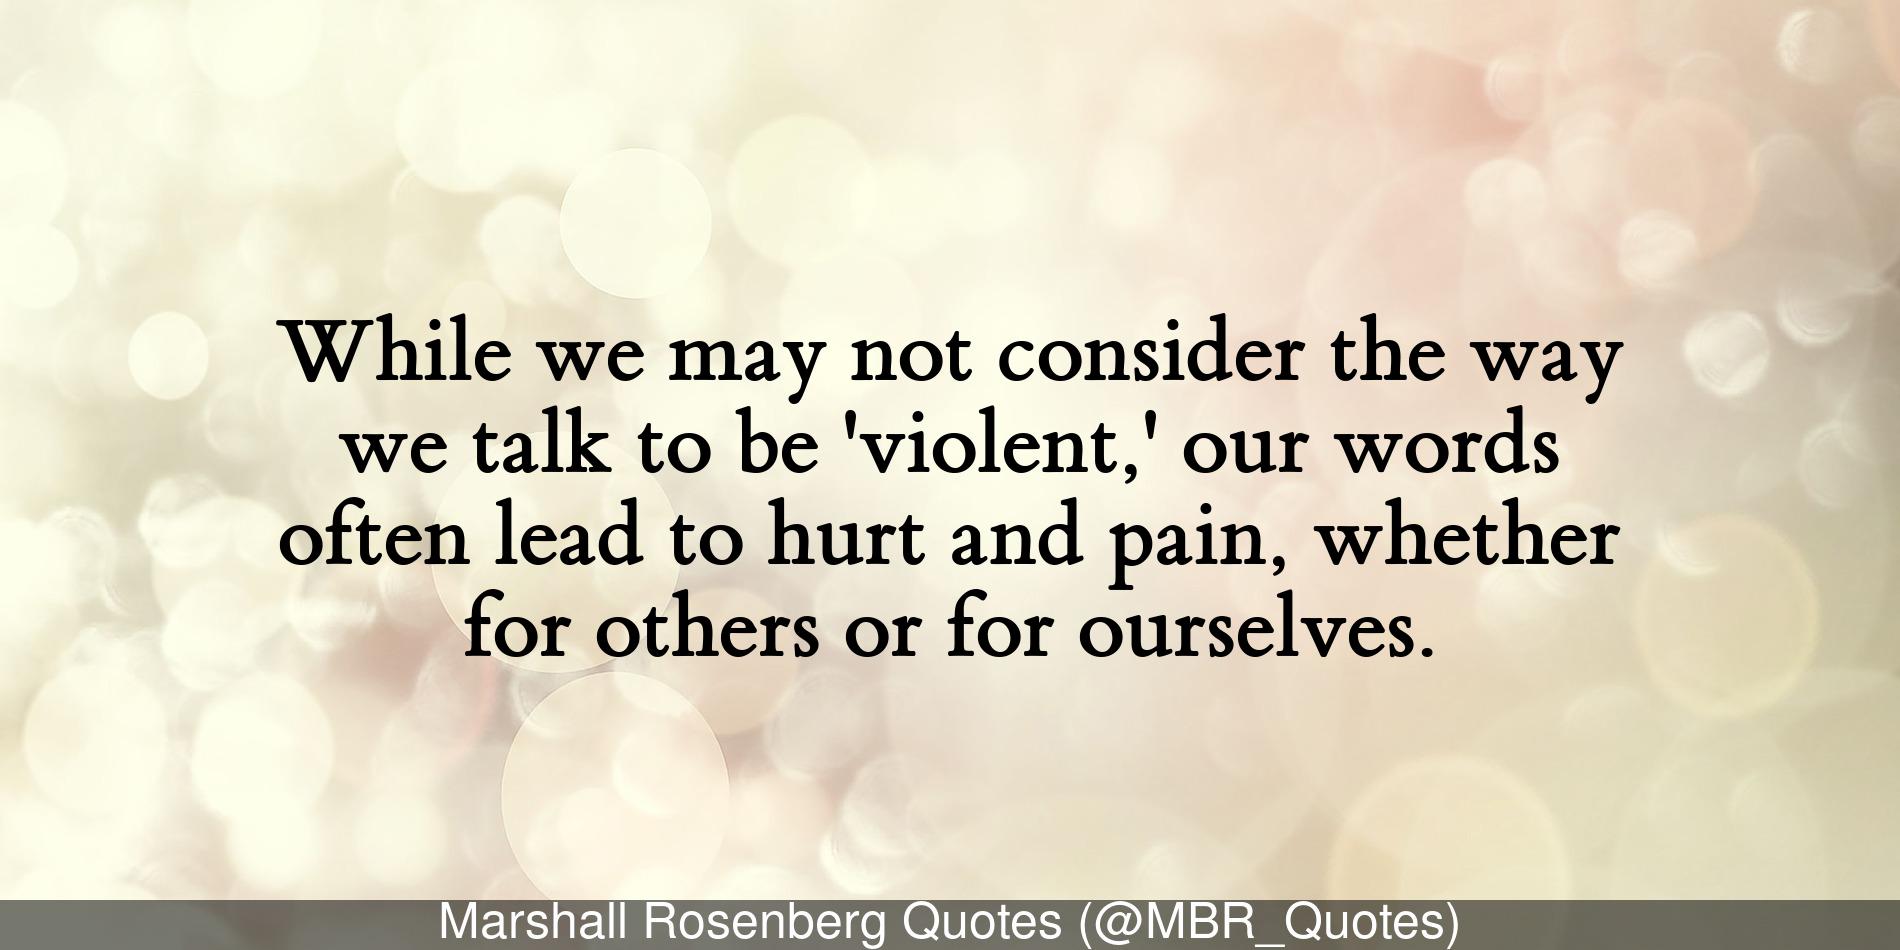 While we may not consider the way
we talk to be 'violent,' our words
often lead to hurt and pain, whether
for others or for ourselves.
Marshall Rosenberg Quotes (@MBR_Quotes)